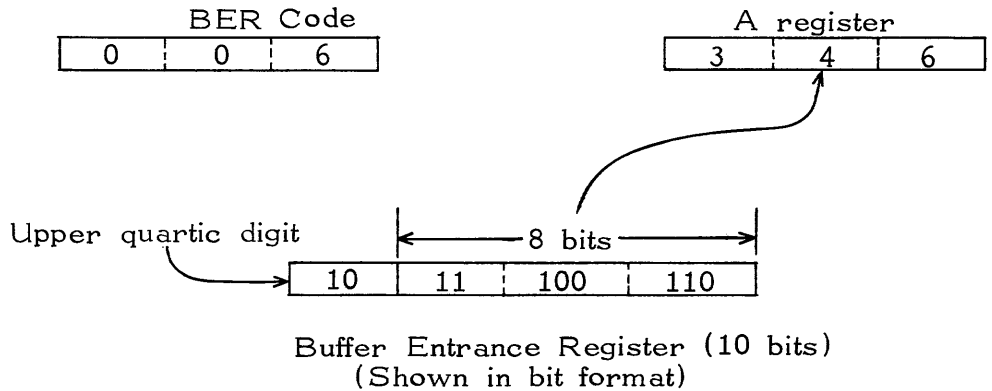 BER Code
A register
0 0 6
3 4 6
Upper quartic digit
8 bits
10 11 100 110
Buffer Entrance Register (10 bits)
(Shown in bit format)